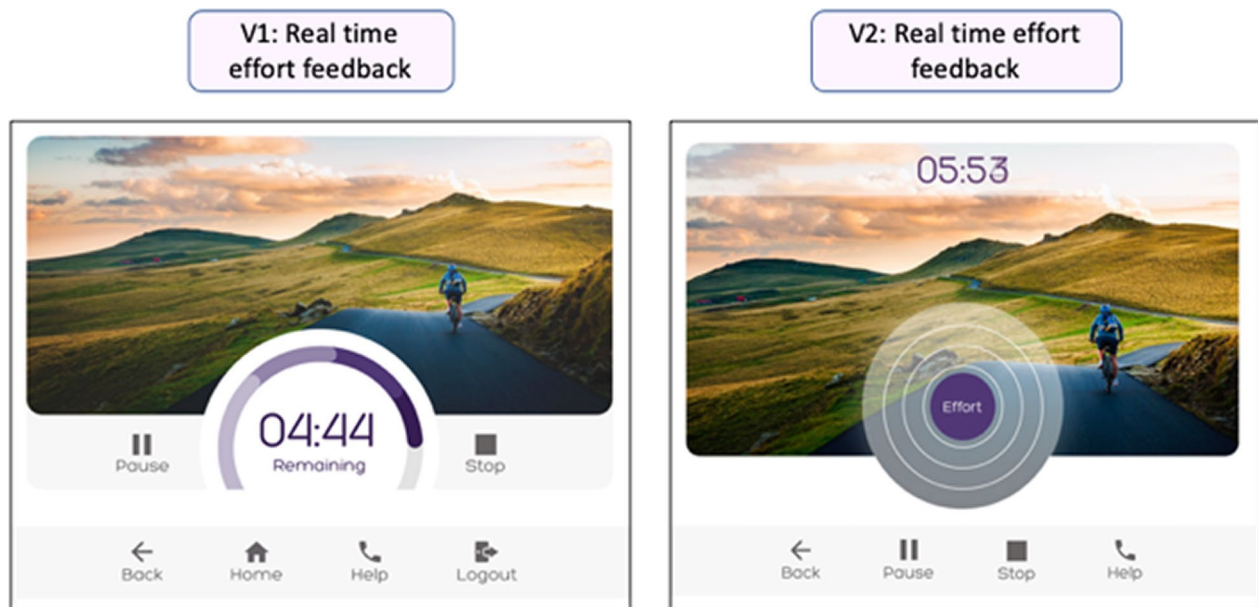 V1: Real time
effort feedback
V2: Real time effort
feedback
04:44
Remaining
Pause
Stop
Back
Home
Help
Logout
05:53
Effort
Back
Pause
Stop
Help